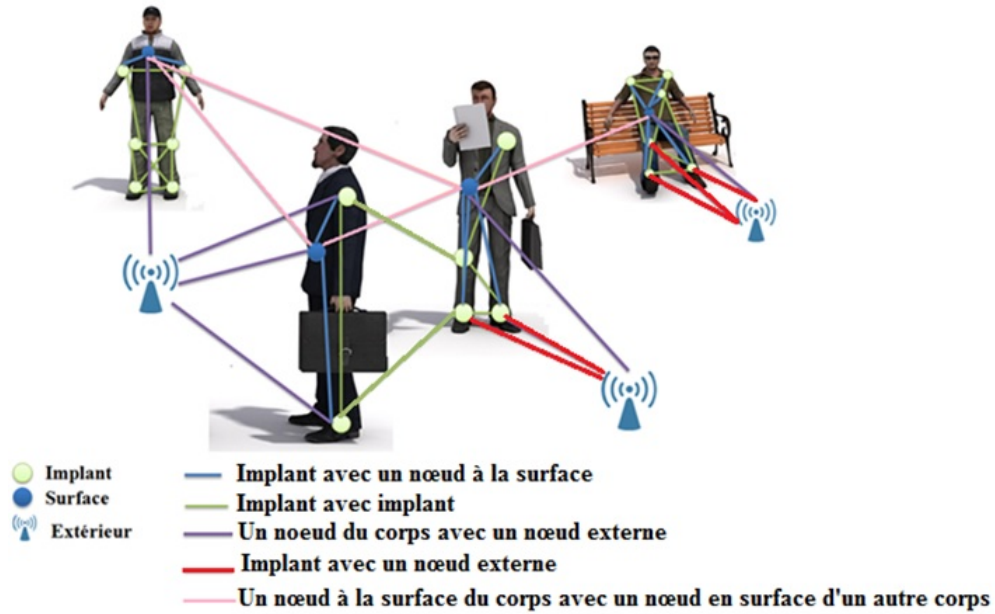 Implant
Surface
Extérieur
Implant avec un nœud à la surface
Implant avec implant
Un noeud du corps avec un nœud externe
Implant avec un nœud externe
Un nœud à la surface du corps avec un nœud en surface d'un autre corps